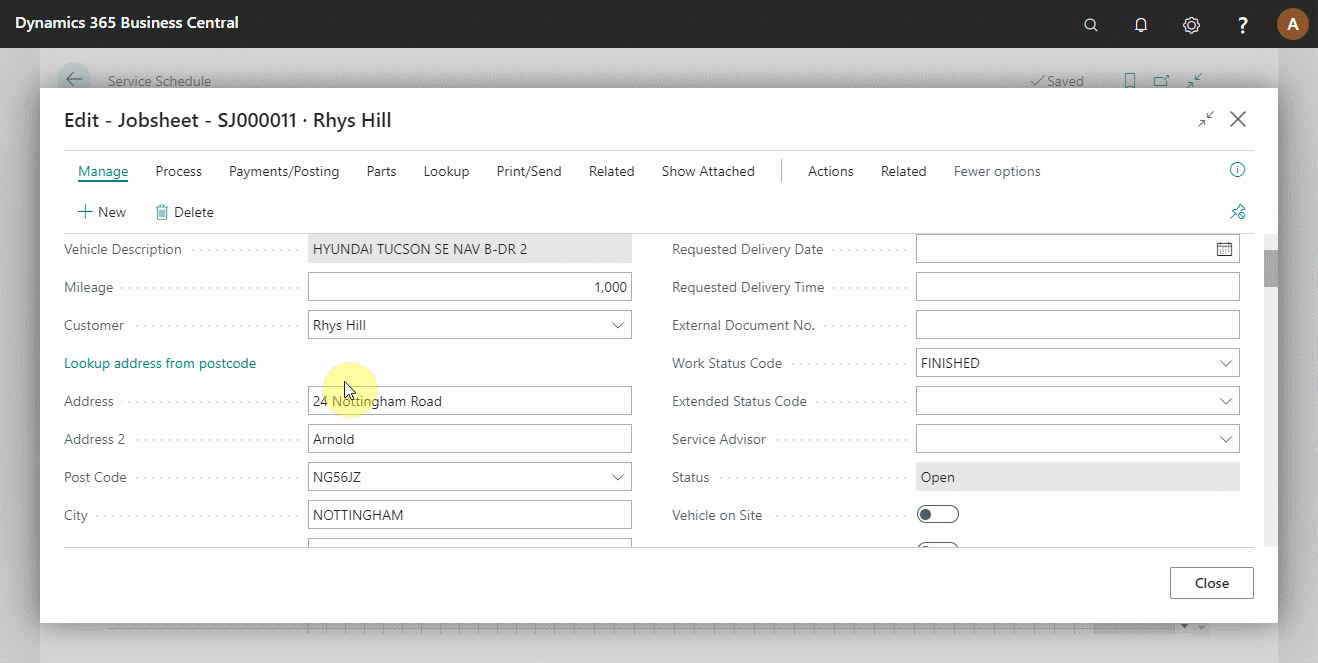 Dynamics 365 Business Central
?
A
Service Schedule
Saved
Edit - Jobsheet - SJ000011 · Rhys Hill
Manage Process Payments/Posting Parts Lookup Print/Send Related Show Attached Actions Related Fewer options
New Delete
Vehicle Description HYUNDAI TUCSON SE NAV B-DR 2
Mileage 1,000
Customer Rhys Hill
Lookup address from postcode
Address 24 Nottingham Road
Address 2 Arnold
Post Code NG56JZ
City NOTTINGHAM
Requested Delivery Date
Requested Delivery Time
External Document No.
Work Status Code FINISHED
Extended Status Code
Service Advisor
Status Open
Vehicle on Site
Close